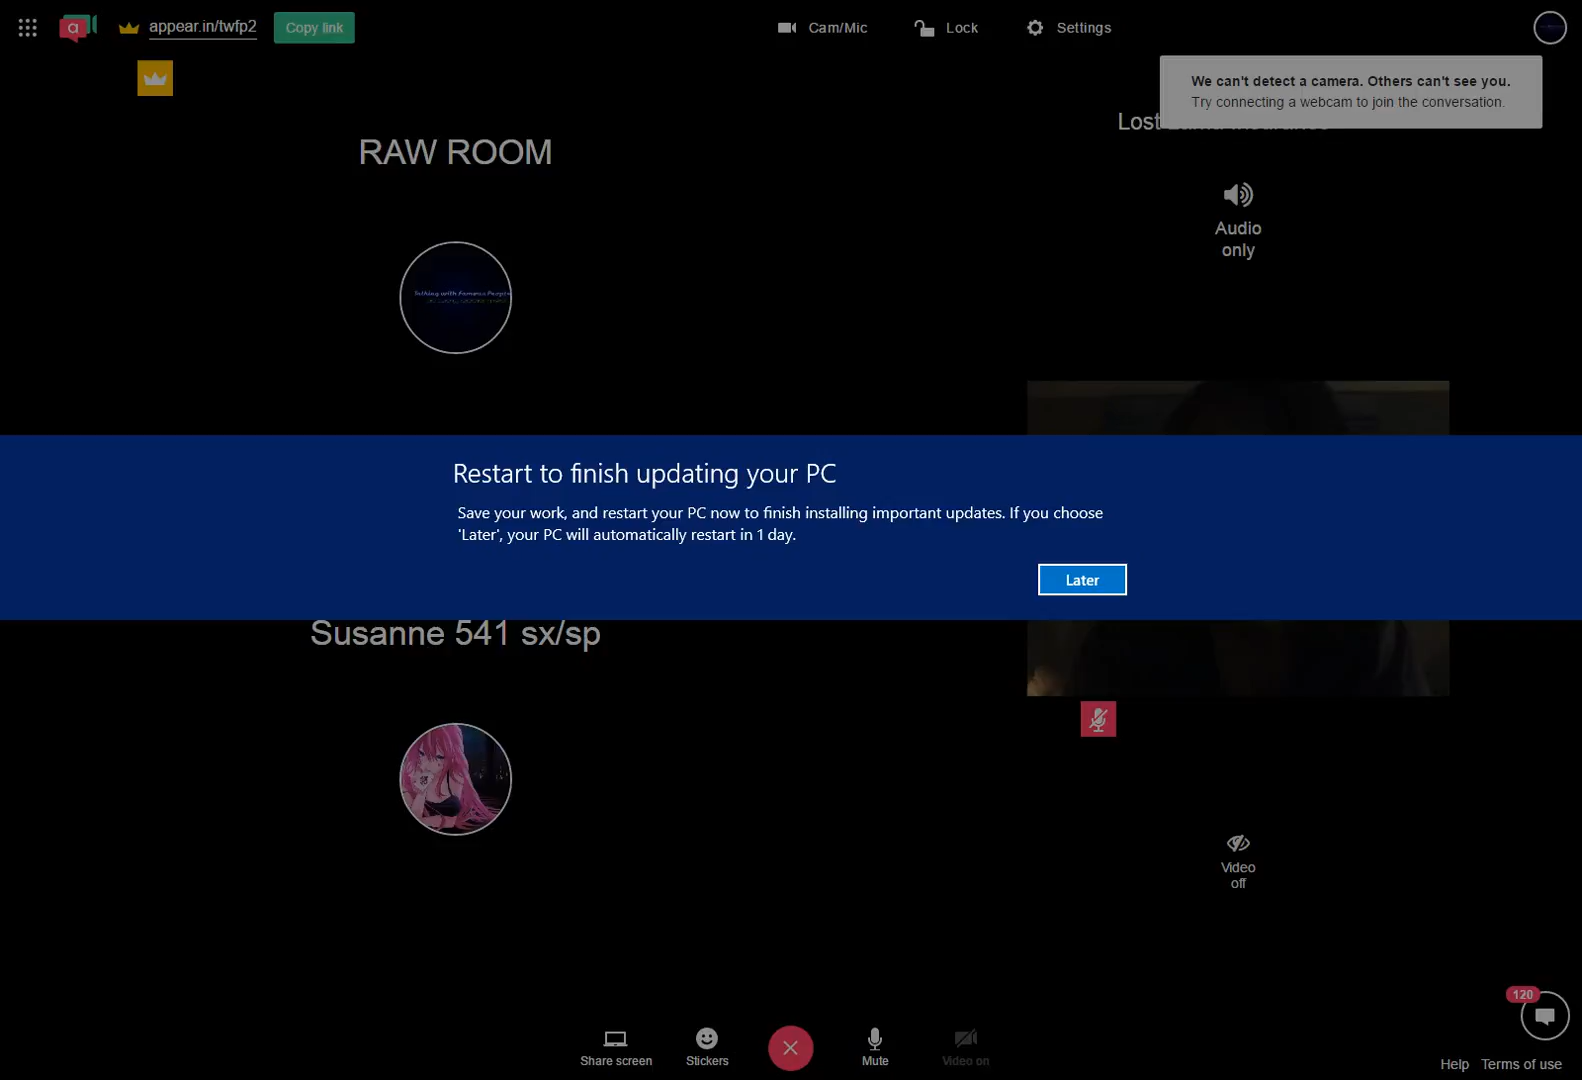 appear.in/twfp2
Copy link
Cam/Mic
Lock
Settings
We can't detect a camera. Others can't see you.
Try connecting a webcam to join the conversation.
Lost
RAW ROOM
Audio
only
Talking with Famous People
Restart to finish updating your PC
Save your work, and restart your PC now to finish installing important updates. If you choose
'Later', your PC will automatically restart in 1 day.
Later
Susanne 541 sx/sp
Video
off
120
Share screen
Stickers
Mute
Video on
Help
Terms of use